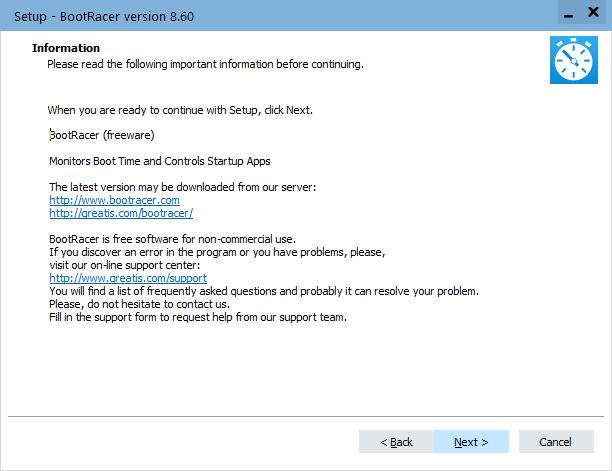 Setup - BootRacer version 8.60
Information
Please read the following important information before continuing.
When you are ready to continue with Setup, click Next.
BootRacer (freeware)
Monitors Boot Time and Controls Startup Apps
The latest version may be downloaded from our server:
http://www.bootracer.com
http://greatis.com/bootracer/
BootRacer is free software for non-commercial use.
If you discover an error in the program or you have problems, please,
visit our on-line support center:
http://www.greatis.com/support
You will find a list of frequently asked questions and probably it can resolve your problem.
Please, do not hesitate to contact us.
Fill in the support form to request help from our support team.
< Back Next > Cancel